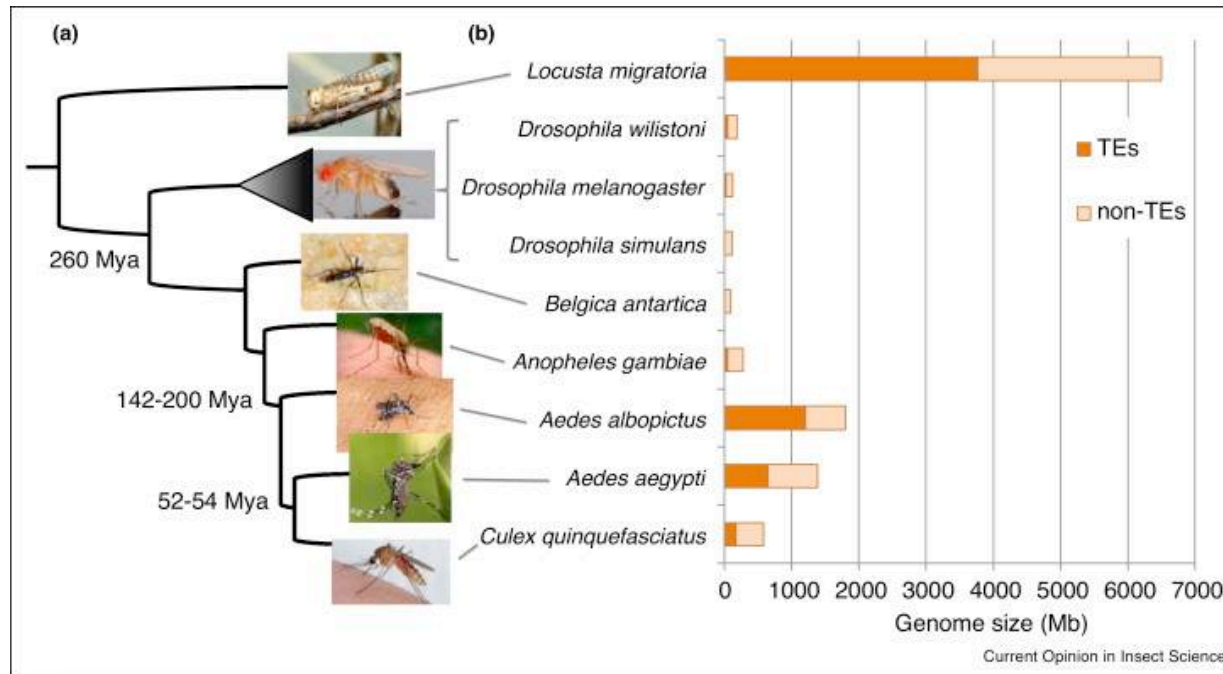 (a)
(b)
Locusta migratoria
Drosophila wilistoni
Drosophila melanogaster
Drosophila simulans
Belgica antartica
Anopheles gambiae
Aedes albopictus
Aedes aegypti
Culex quinquefasciatus
260 Mya
142-200 Mya
52-54 Mya
TEs
non-TEs
0 1000 2000 3000 4000 5000 6000 7000
Genome size (Mb)
Current Opinion in Insect Science